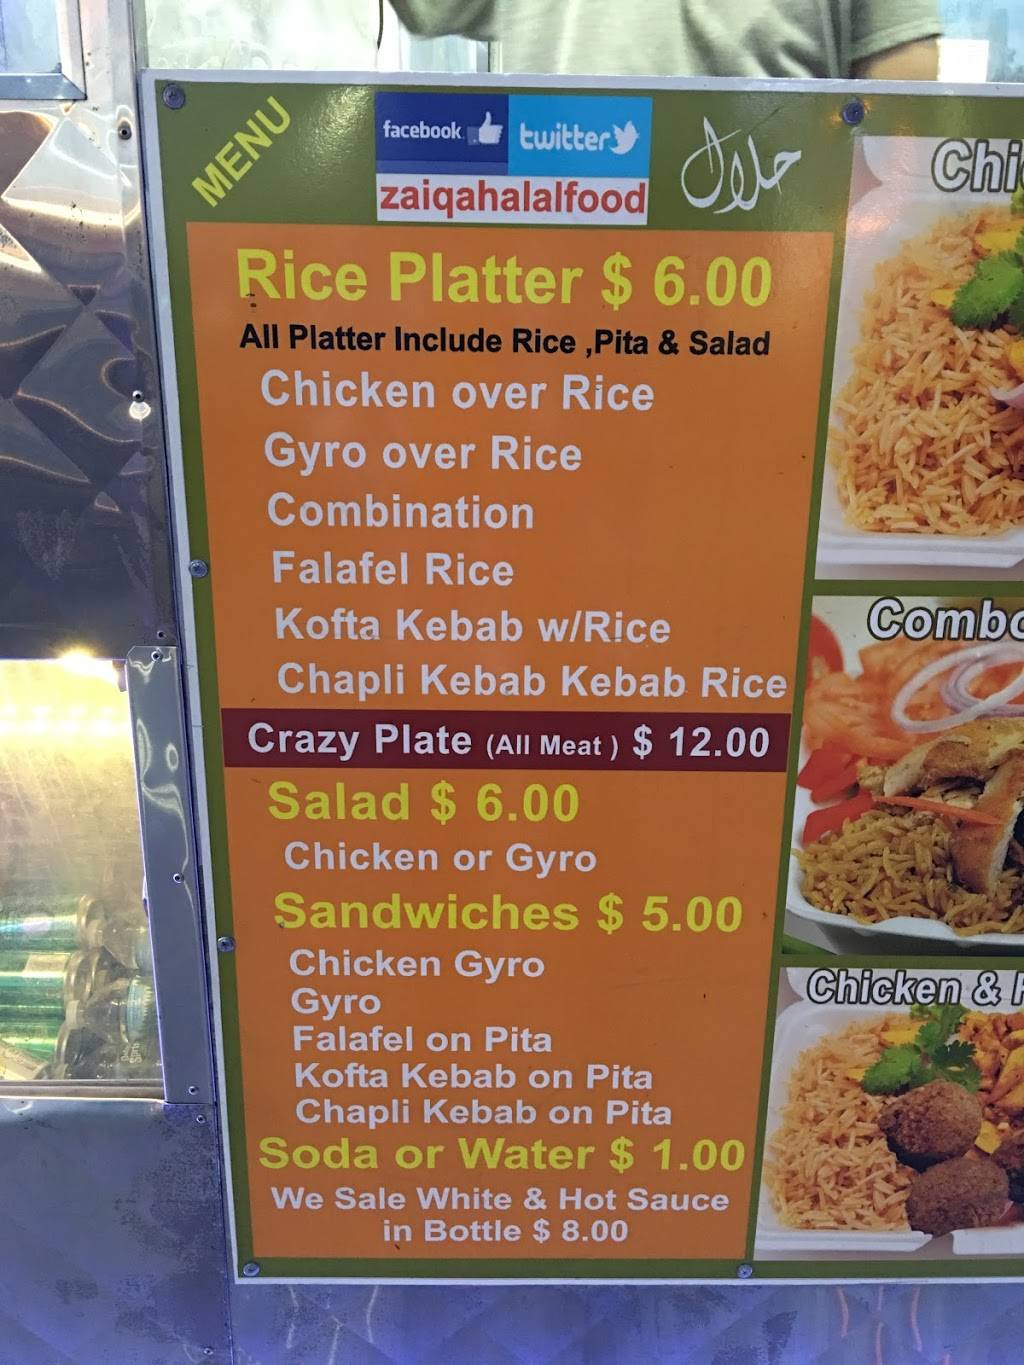 MENU
facebook
twitter
zaiqahalalfood
حلال
Rice Platter $ 6.00
All Platter Include Rice ,Pita & Salad
Chicken over Rice
Gyro over Rice
Combination
Falafel Rice
Kofta Kebab w/Rice
Chapli Kebab Kebab Rice
Crazy Plate (All Meat ) $ 12.00
Salad $ 6.00
Chicken or Gyro
Sandwiches $ 5.00
Chicken Gyro
Gyro
Falafel on Pita
Kofta Kebab on Pita
Chapli Kebab on Pita
Soda or Water $ 1.00
We Sale White & Hot Sauce
in Bottle $ 8.00
Chi
Combo
Chicken &